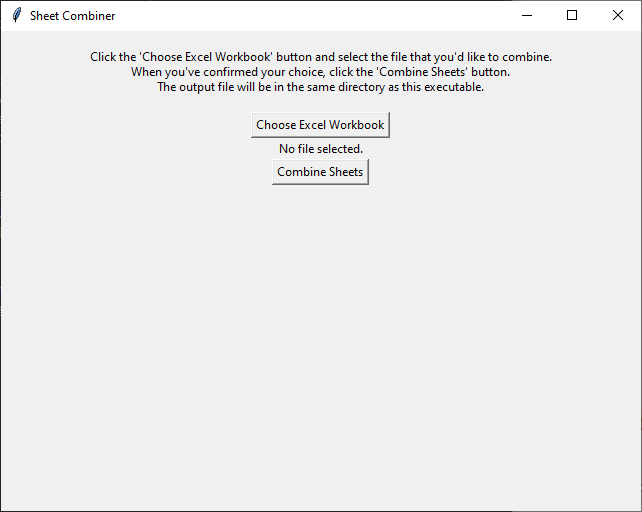 Sheet Combiner
Click the 'Choose Excel Workbook' button and select the file that you'd like to combine.
When you've confirmed your choice, click the 'Combine Sheets' button.
The output file will be in the same directory as this executable.
Choose Excel Workbook
No file selected.
Combine Sheets